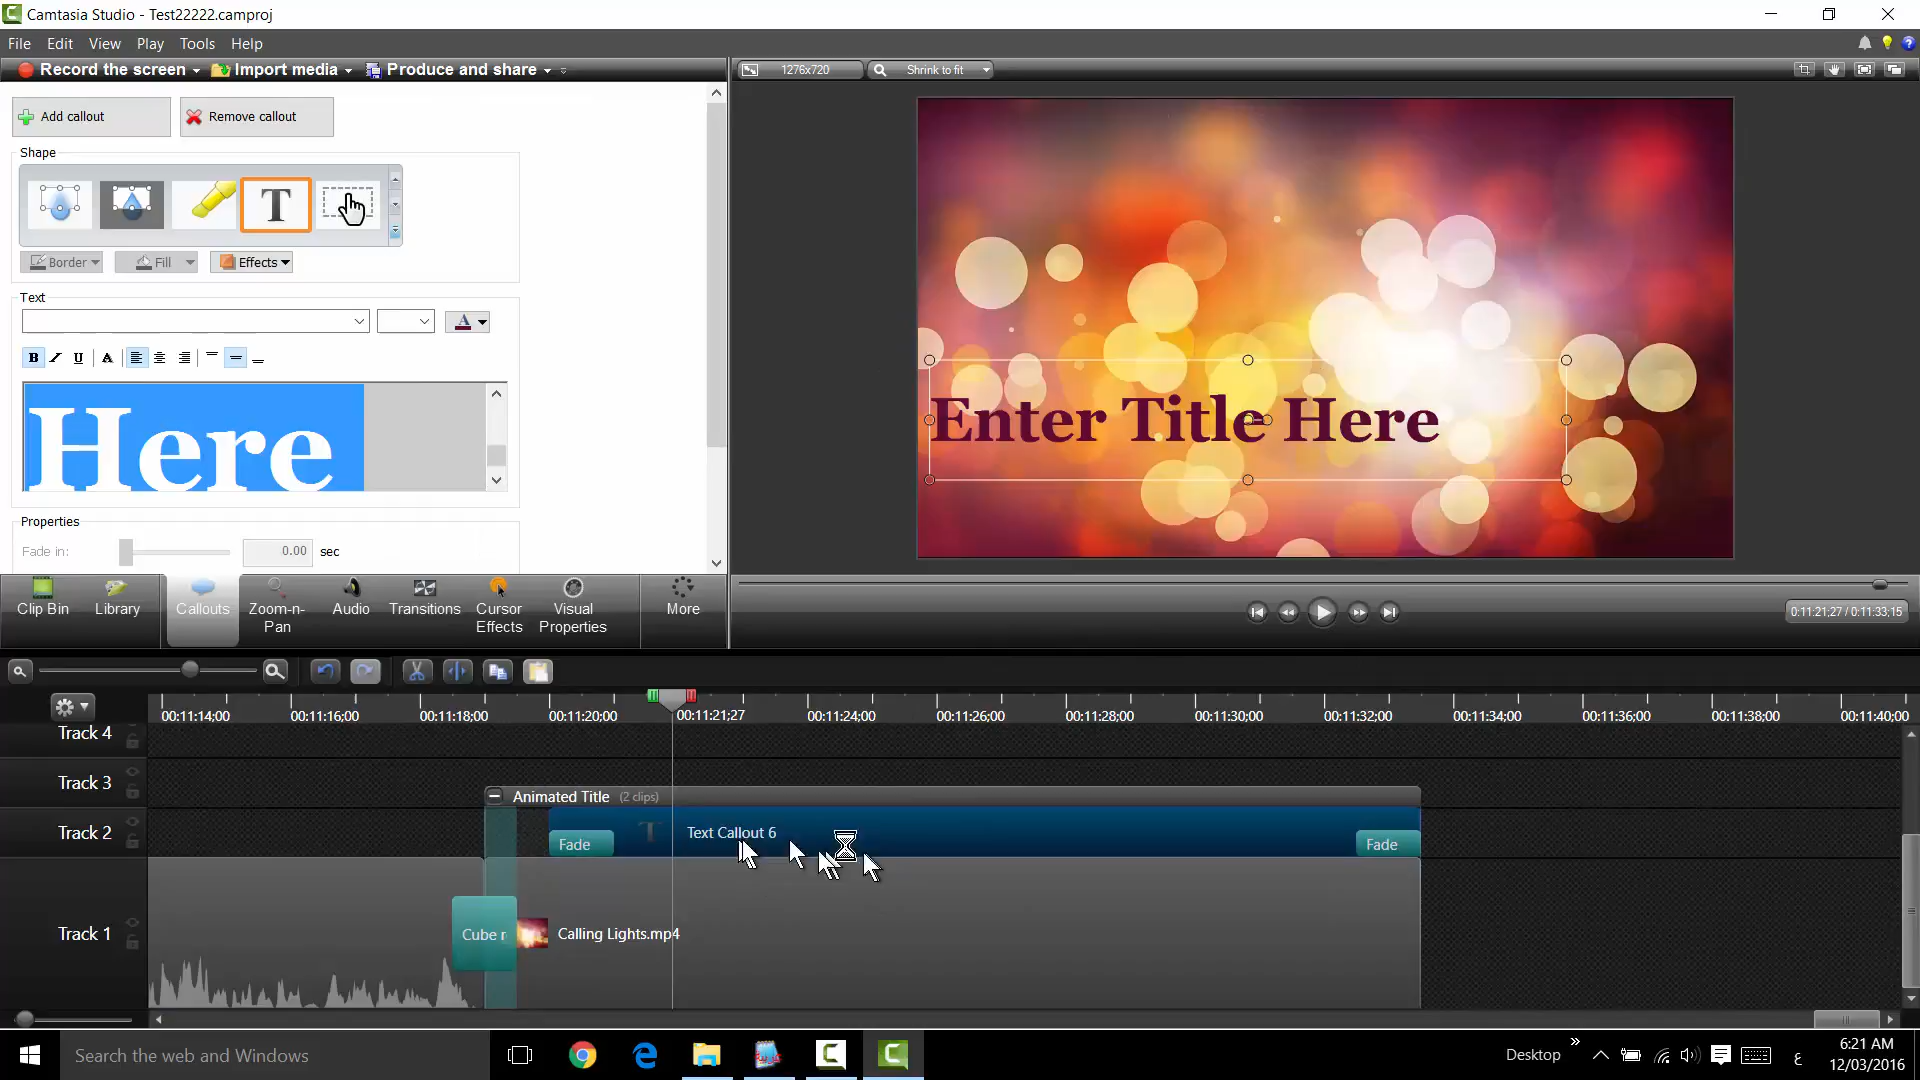 Camtasia Studio - Test22222.camproj
File Edit View Play Tools Help
Record the screen Import media Produce and share
1276x720 Shrink to fit
Add callout Remove callout
Shape
T
Border Fill Effects
Text
A
B I U A
Here
Properties
Fade in: 0.00 sec
Enter Title Here
Clip Bin Library Callouts Zoom-n-Pan Audio Transitions Cursor Effects Visual Properties More
0:11:21;27 / 0:11:33;15
00:11:14;00 00:11:16;00 00:11:18;00 00:11:20;00 00:11:21;27 00:11:24;00 00:11:26;00 00:11:28;00 00:11:30;00 00:11:32;00 00:11:34;00 00:11:36;00 00:11:38;00 00:11:40;00
Track 4
Track 3
Animated Title (2 clips)
Track 2
Fade T Text Callout 6 Fade
Track 1
Cube r Calling Lights.mp4
Search the web and Windows
Desktop
ع
6:21 AM
12/03/2016